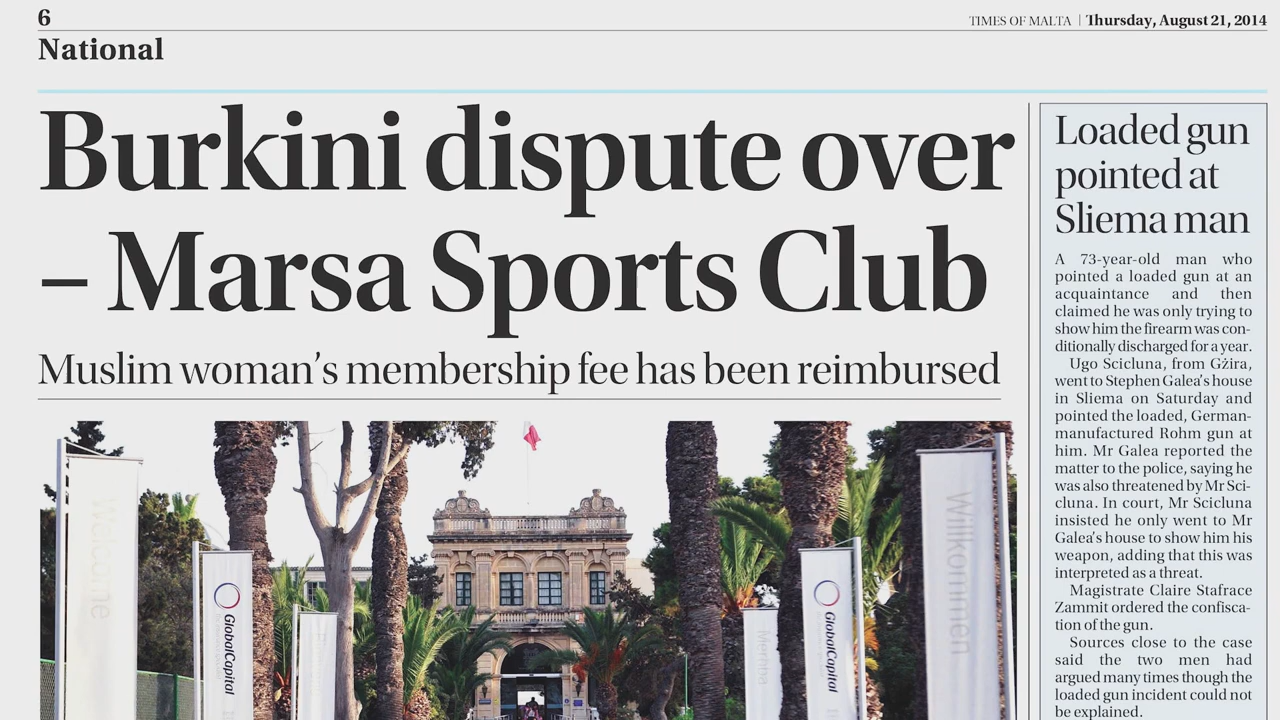 6
TIMES OF MALTA | Thursday, August 21, 2014
National
Burkini dispute over
– Marsa Sports Club
Muslim woman's membership fee has been reimbursed
Welcome
GlobalCapital
GlobalCapital
Willkommen
Loaded gun
pointed at
Sliema man
A 73-year-old man who
pointed a loaded gun at an
acquaintance and then
claimed he was only trying to
show him the firearm was con-
ditionally discharged for a year.
Ugo Scicluna, from Gżira,
went to Stephen Galea's house
in Sliema on Saturday and
pointed the loaded, German-
manufactured Rohm gun at
him. Mr Galea reported the
matter to the police, saying he
was also threatened by Mr Sci-
cluna. In court, Mr Scicluna
insisted he only went to Mr
Galea's house to show him his
weapon, adding that this was
interpreted as a threat.
Magistrate Claire Stafrace
Zammit ordered the confisca-
tion of the gun.
Sources close to the case
said the two men had
argued many times though the
loaded gun incident could not
be explained.